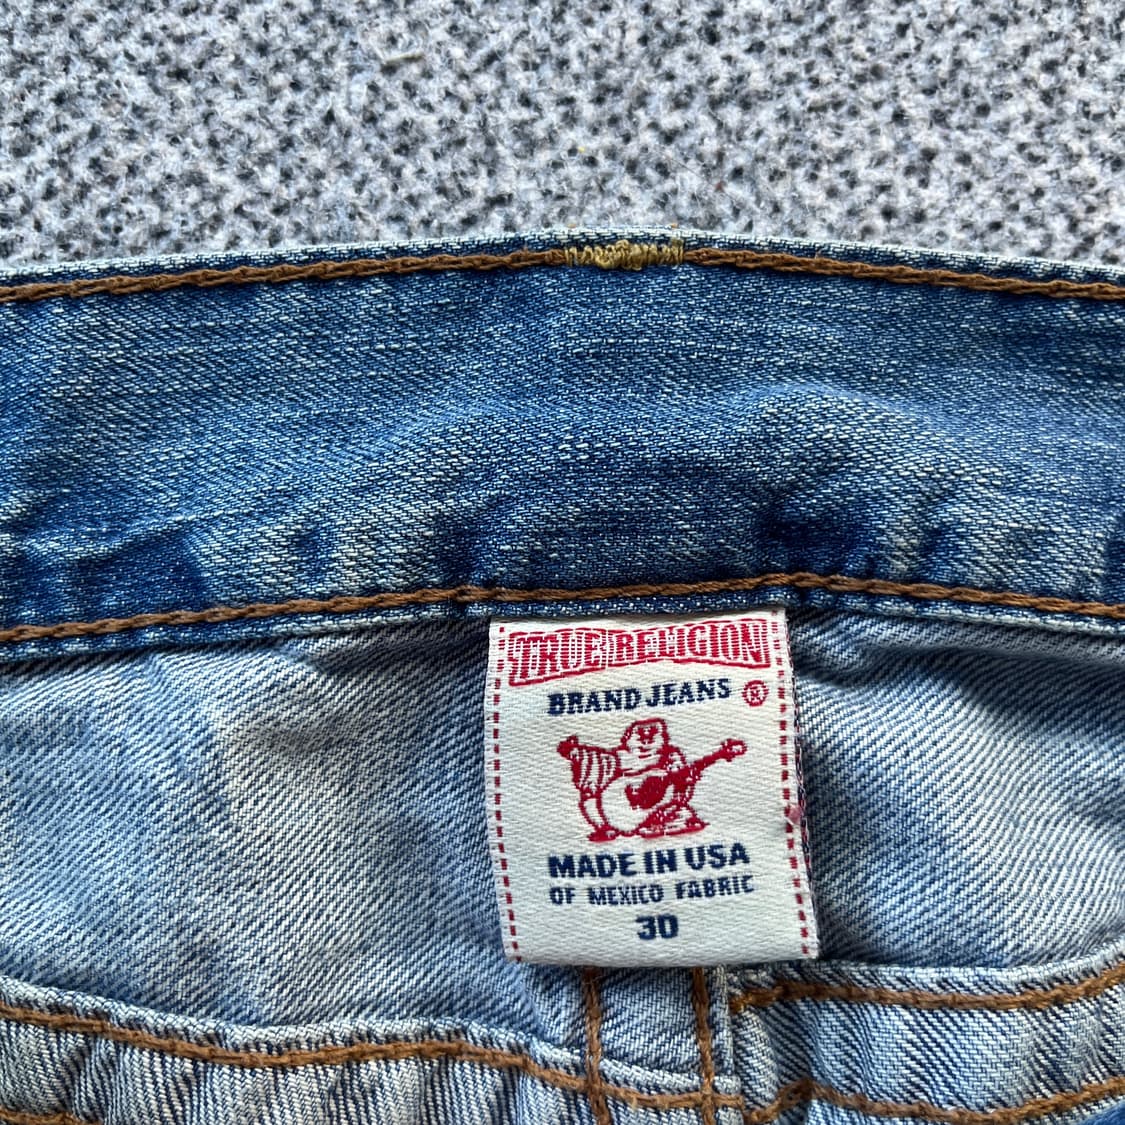 TRUE RELIGION
BRAND JEANS ®
MADE IN USA
OF MEXICO FABRIC
30